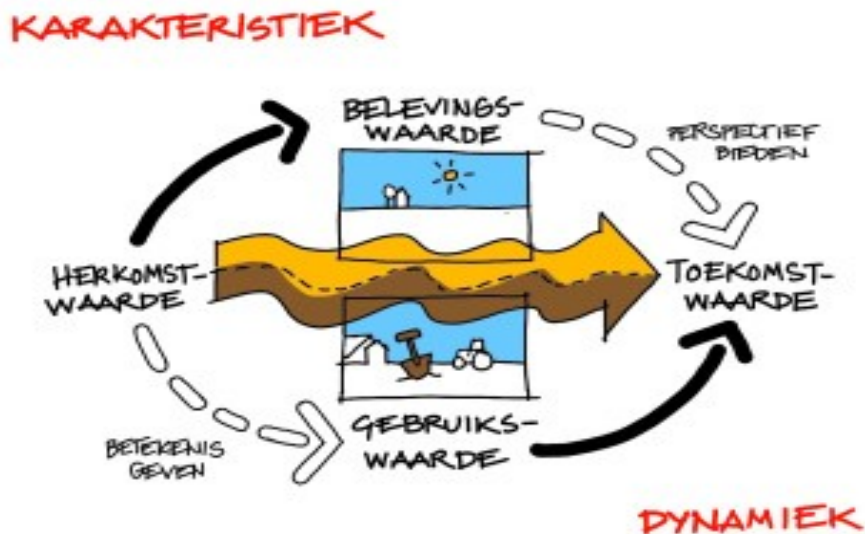 KARAKTERISTIEK
BELEVINGS-
WAARDE
PERSPECTIEF
BIEDEN
HERKOMST-
WAARDE
TOEKOMST-
WAARDE
BETEKENIS
GEVEN
GEBRUIKS-
WAARDE
DYNAMIEK